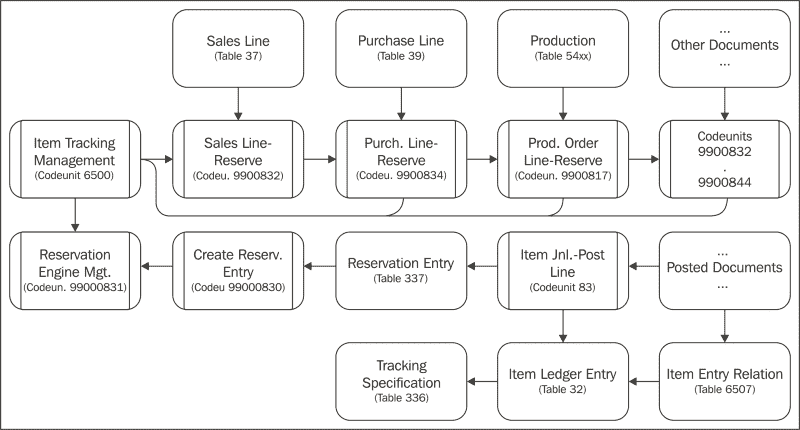 Sales Line
(Table 37)
Purchase Line
(Table 39)
Production
(Table 54xx)
...
Other Documents
...
Item Tracking
Management
(Codeunit 6500)
Sales Line-
Reserve
(Codeu. 9900832)
Purch. Line-
Reserve
(Codeu. 9900834)
Prod. Order
Line-Reserve
(Codeun. 9900817)
Codeunits
9900832
.
9900844
Reservation
Engine Mgt.
(Codeun. 99000831)
Create Reserv.
Entry
(Codeu 99000830)
Reservation Entry
(Table 337)
Item Jnl.-Post
Line
(Codeunit 83)
...
Posted Documents
...
Tracking
Specification
(Table 336)
Item Ledger Entry
(Table 32)
Item Entry Relation
(Table 6507)